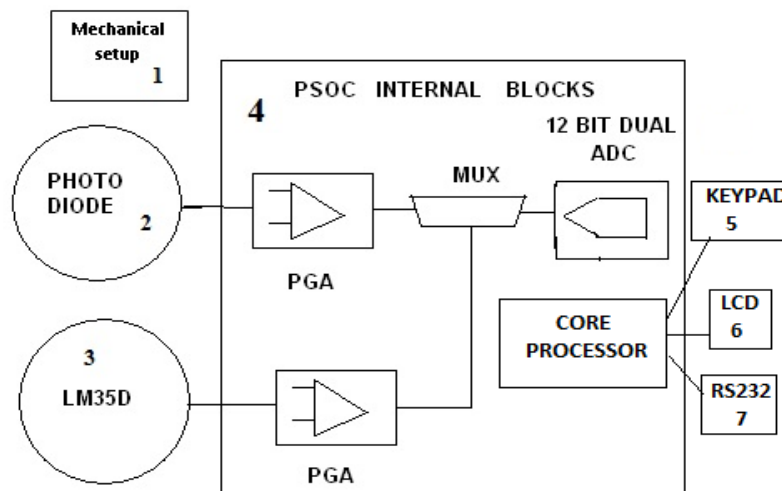 Mechanical
setup
1
4
PSOC INTERNAL BLOCKS
12 BIT DUAL
ADC
MUX
PHOTO
DIODE
2
PGA
KEYPAD
5
LCD
6
CORE
PROCESSOR
3
LM35D
RS232
7
PGA